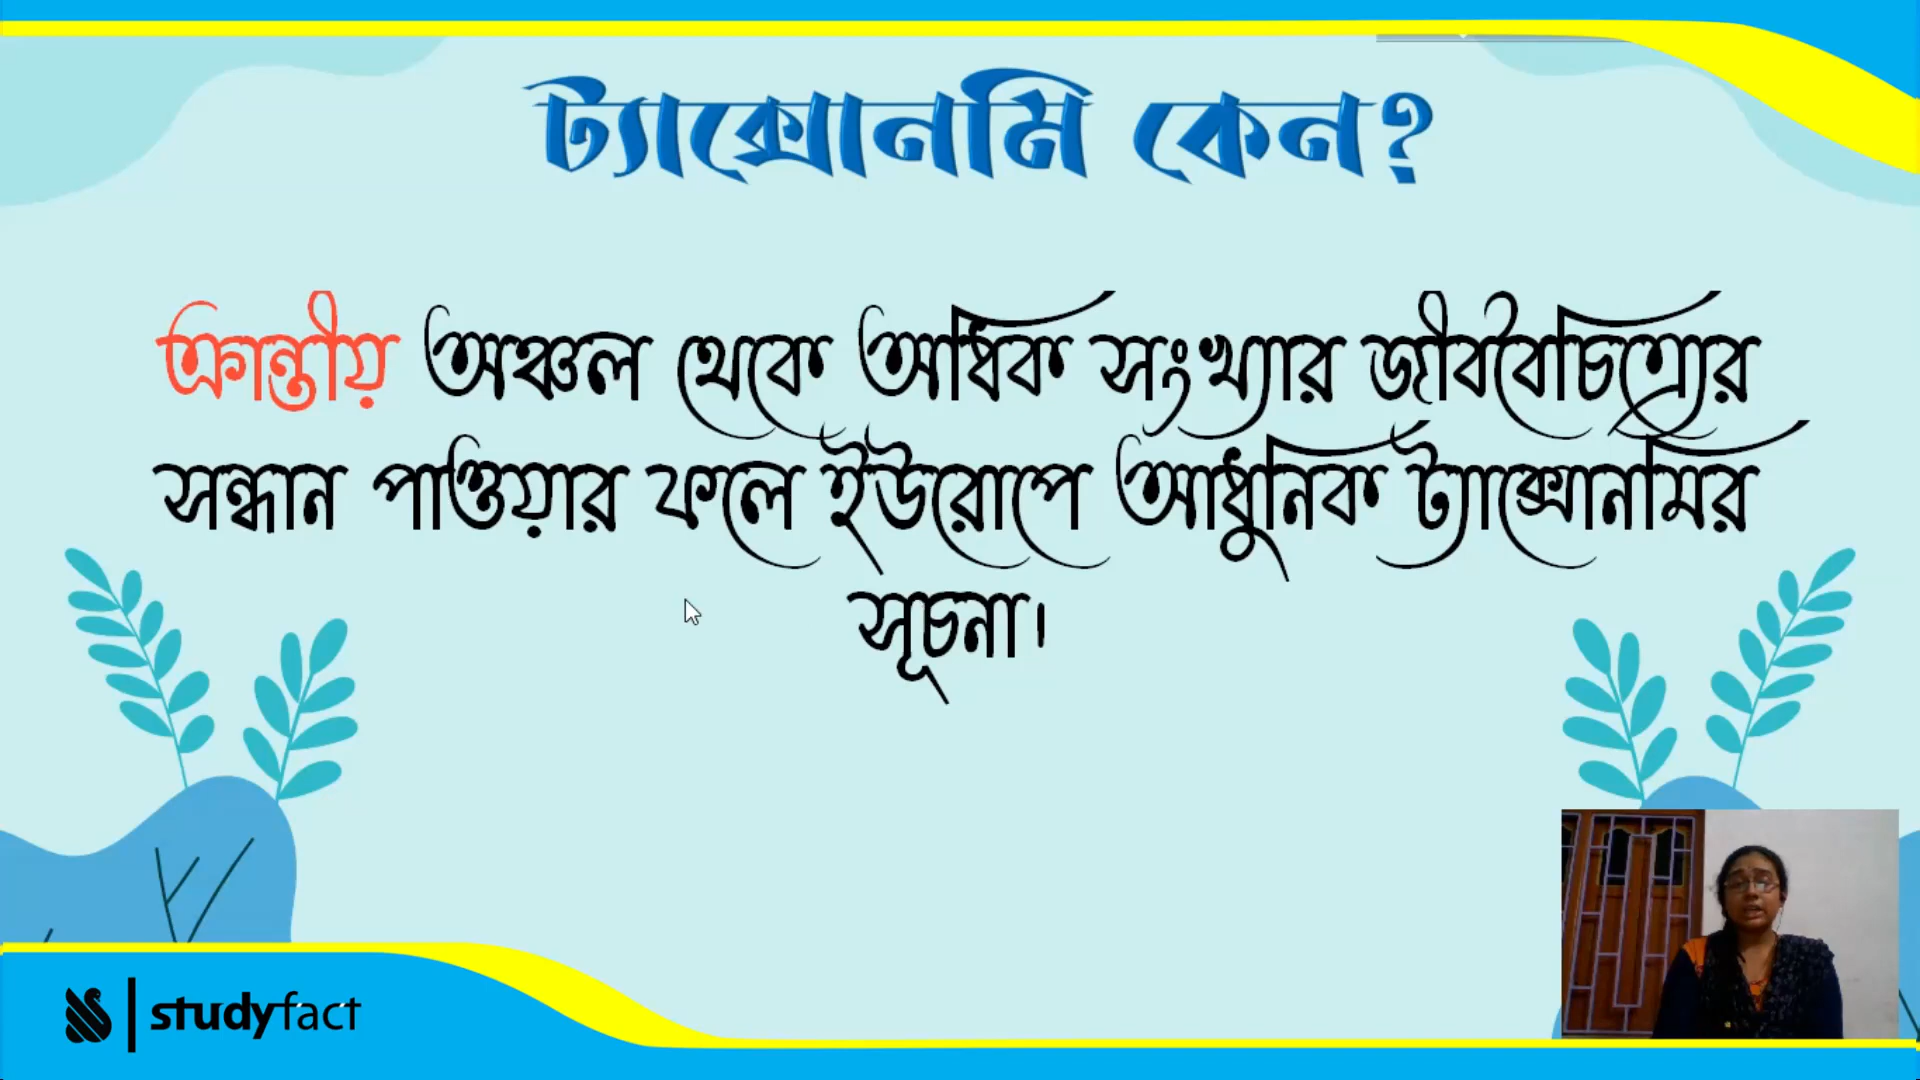 ট্যাক্সোনমি কেন?
ক্রান্তীয় অঞ্চল থেকে অধিক সংখ্যার জীববৈচিত্র্যের
সন্ধান পাওয়ার ফলে ইউরোপে আধুনিক ট্যাক্সোনমির
সূচনা।
studyfact